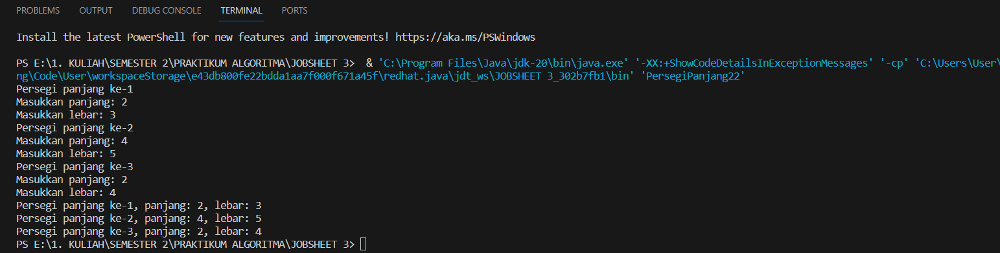 PROBLEMS OUTPUT DEBUG CONSOLE TERMINAL PORTS
Install the latest PowerShell for new features and improvements! https://aka.ms/PSWindows
PS E:\1. KULIAH\SEMESTER 2\PRAKTIKUM ALGORITMA\JOBSHEET 3>  & 'C:\Program Files\Java\jdk-20\bin\java.exe' '-XX:+ShowCodeDetailsInExceptionMessages' '-cp' 'C:\Users\User\
ng\Code\User\workspaceStorage\e43db800fe22bdda1aa7f000f671a45f\redhat.java\jdt_ws\JOBSHEET 3_302b7fb1\bin' 'PersegiPanjang22'
Persegi panjang ke-1
Masukkan panjang: 2
Masukkan lebar: 3
Persegi panjang ke-2
Masukkan panjang: 4
Masukkan lebar: 5
Persegi panjang ke-3
Masukkan panjang: 2
Masukkan lebar: 4
Persegi panjang ke-1, panjang: 2, lebar: 3
Persegi panjang ke-2, panjang: 4, lebar: 5
Persegi panjang ke-3, panjang: 2, lebar: 4
PS E:\1. KULIAH\SEMESTER 2\PRAKTIKUM ALGORITMA\JOBSHEET 3>